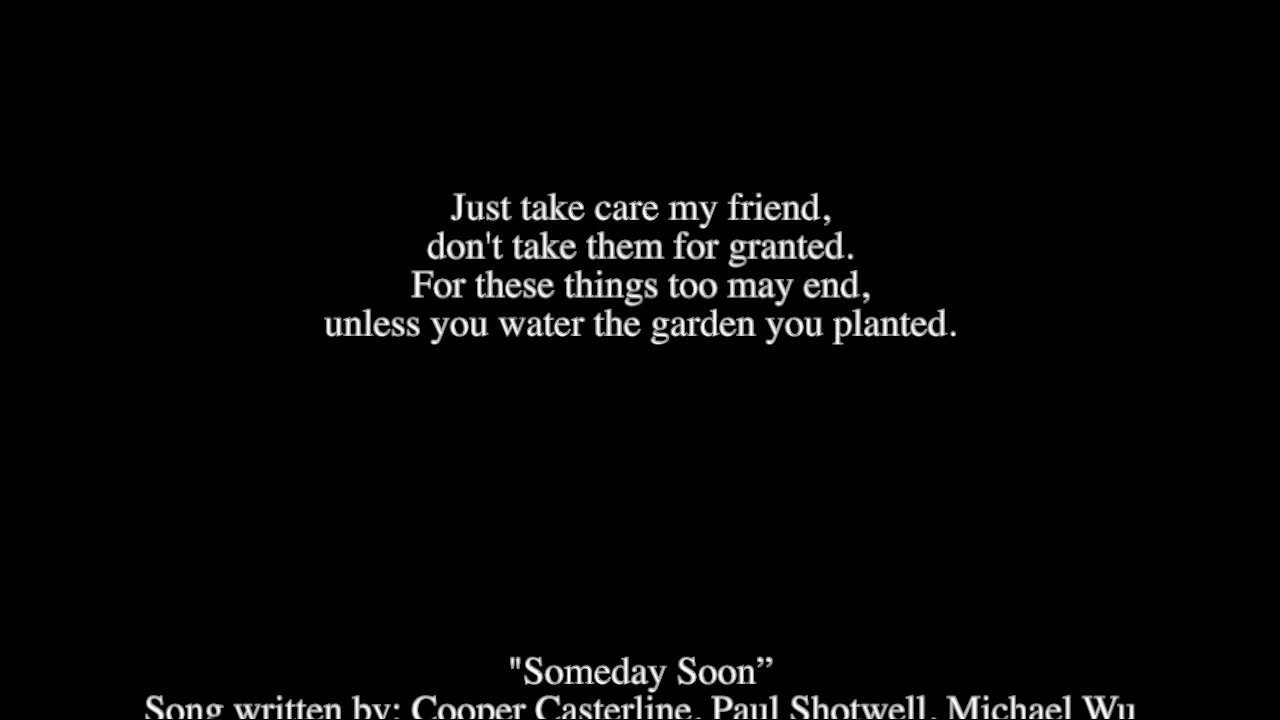 Just take care my friend,
don't take them for granted.
For these things too may end,
unless you water the garden you planted.
"Someday Soon”
Song written by: Cooper Casterline, Paul Shotwell, Michael Wu